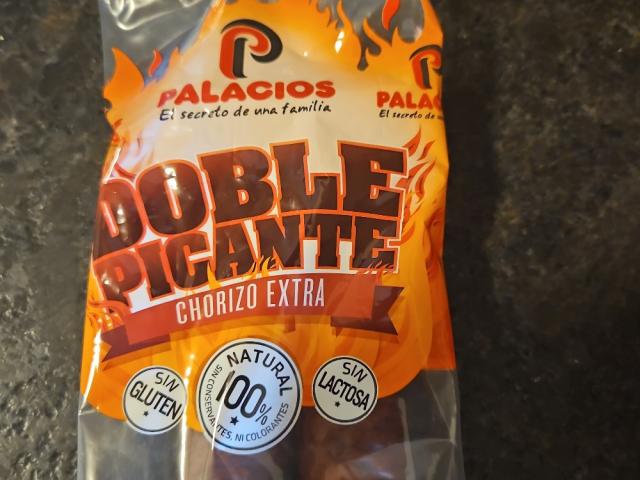 P
PALACIOS
El secreto de una familia
P
PALAC
El secreto de u
DOBLE
PICANTE
CHORIZO EXTRA
SIN
GLUTEN
NATURAL
100%
SIN CONSERVANTES, NI COLORANTES
SIN
LACTOSA